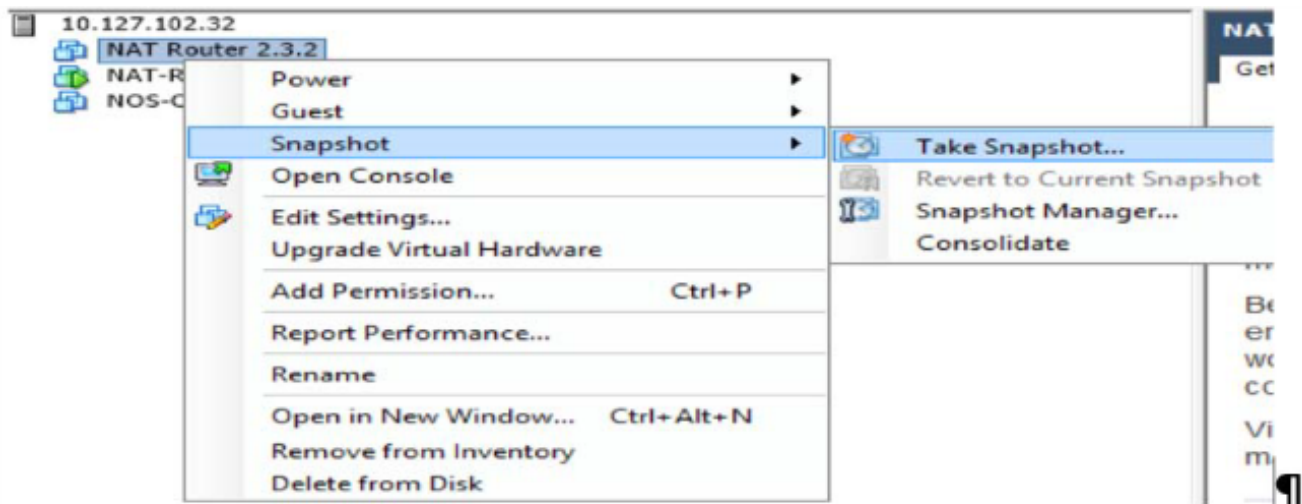 10.127.102.32
NAT Router 2.3.2
NAT-R
NOS-C
Power
Guest
Snapshot
Open Console
Edit Settings...
Upgrade Virtual Hardware
Add Permission... Ctrl+P
Report Performance...
Rename
Open in New Window... Ctrl+Alt+N
Remove from Inventory
Delete from Disk
Take Snapshot...
Revert to Current Snapshot
Snapshot Manager...
Consolidate
NAT
Get
Be
er
wo
co
Vi
m
¶